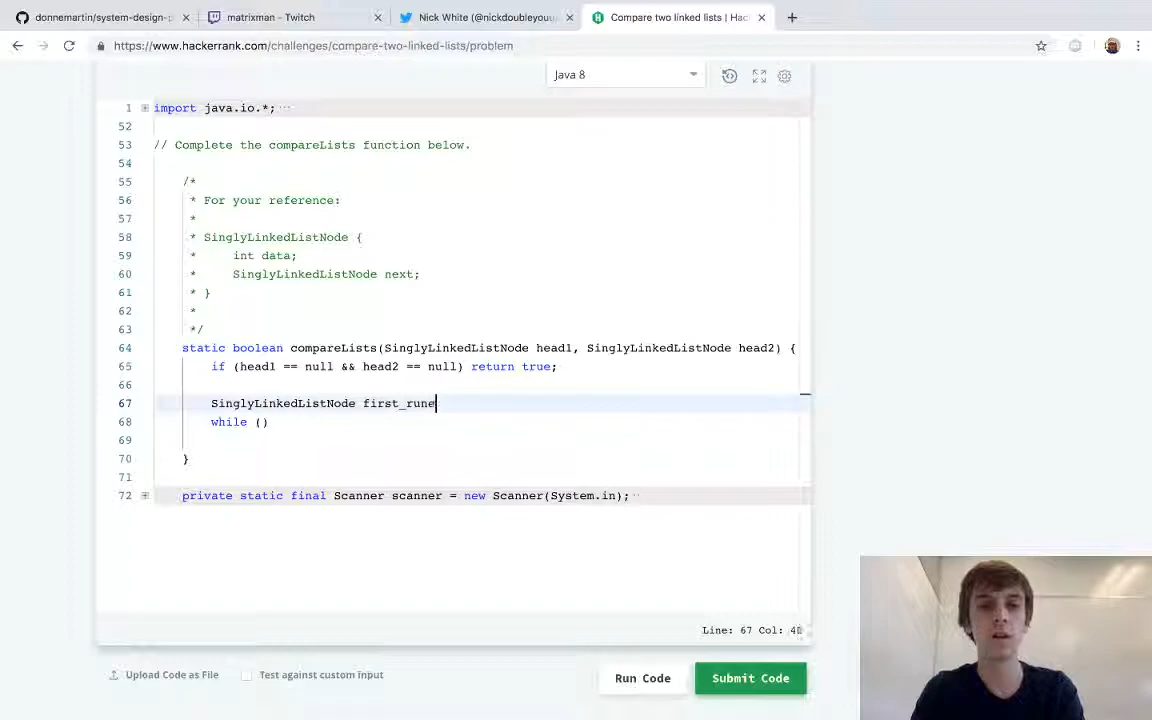 donnemartin/system-design-p
matrixman - Twitch
Nick White (@nickdoubleyou
Compare two linked lists | Hac
https://www.hackerrank.com/challenges/compare-two-linked-lists/problem
Java 8
1 import java.io.*;
52
53 // Complete the compareLists function below.
54
55 /*
56 * For your reference:
57 *
58 * SinglyLinkedListNode {
59 * int data;
60 * SinglyLinkedListNode next;
61 * }
62 *
63 */
64 static boolean compareLists(SinglyLinkedListNode head1, SinglyLinkedListNode head2) {
65 if (head1 == null && head2 == null) return true;
66
67 SinglyLinkedListNode first_rune
68 while ()
69
70 }
71
72 private static final Scanner scanner = new Scanner(System.in);
Line: 67 Col: 40
Upload Code as File
Test against custom input
Run Code
Submit Code